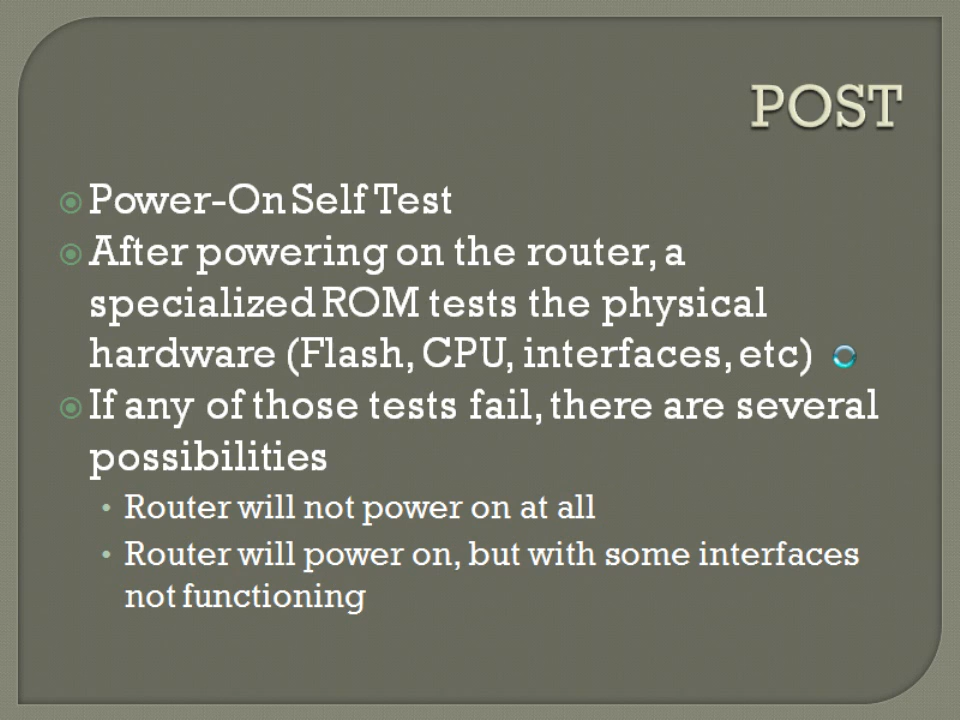 POST
Power-On Self Test
After powering on the router, a
specialized ROM tests the physical
hardware (Flash, CPU, interfaces, etc)
If any of those tests fail, there are several
possibilities
Router will not power on at all
Router will power on, but with some interfaces
not functioning